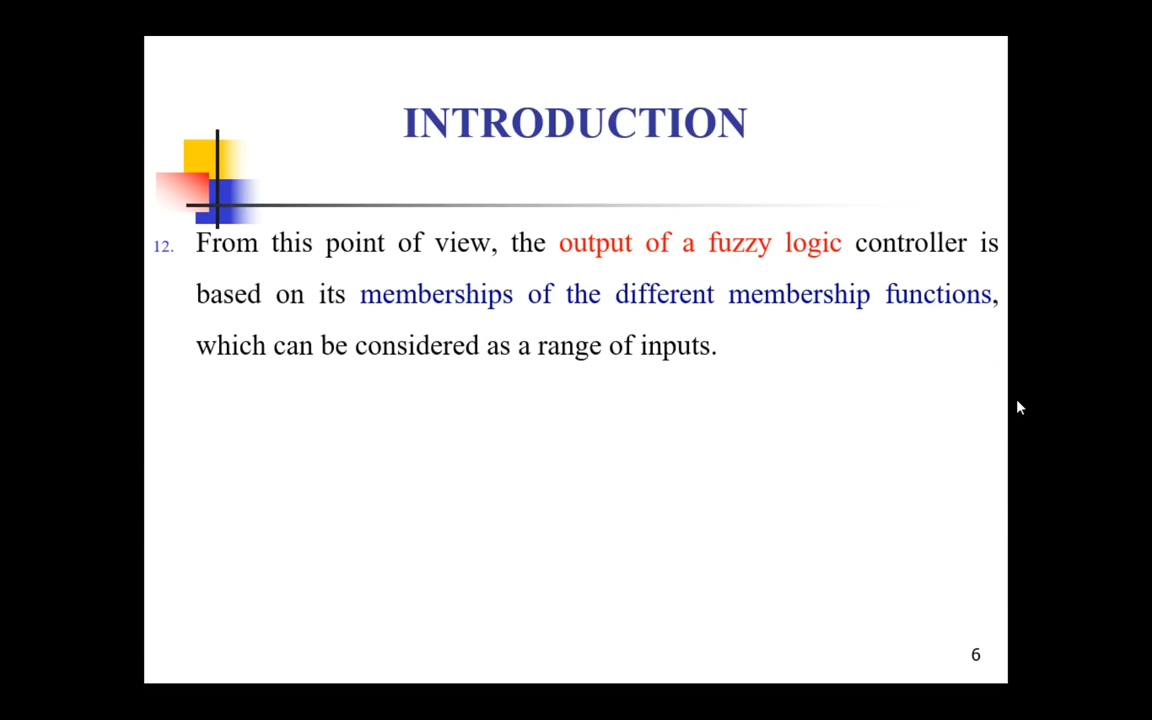 INTRODUCTION
12. From this point of view, the output of a fuzzy logic controller is
based on its memberships of the different membership functions,
which can be considered as a range of inputs.
6